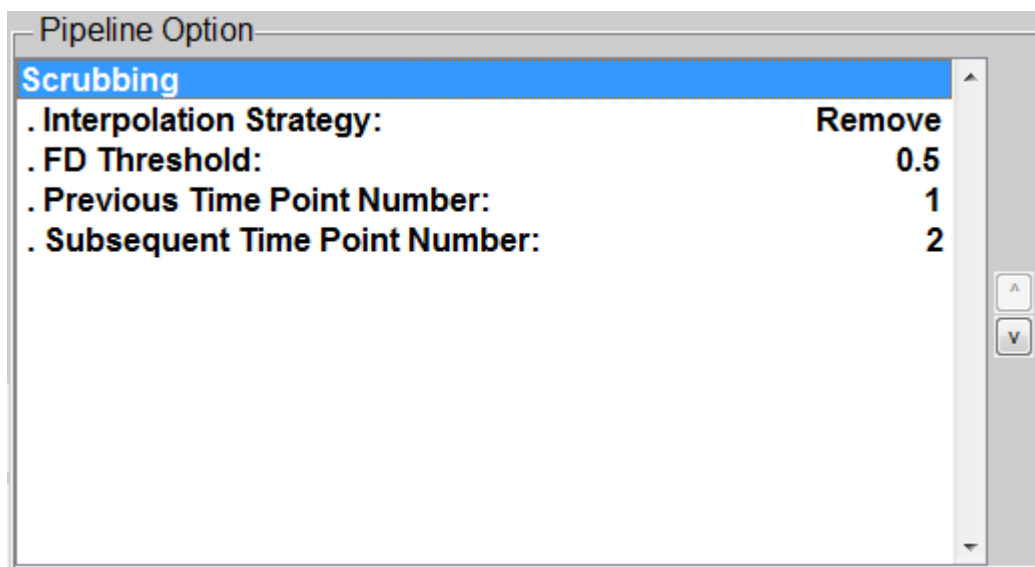 Pipeline Option
Scrubbing
. Interpolation Strategy: Remove
. FD Threshold: 0.5
. Previous Time Point Number: 1
. Subsequent Time Point Number: 2
^
v